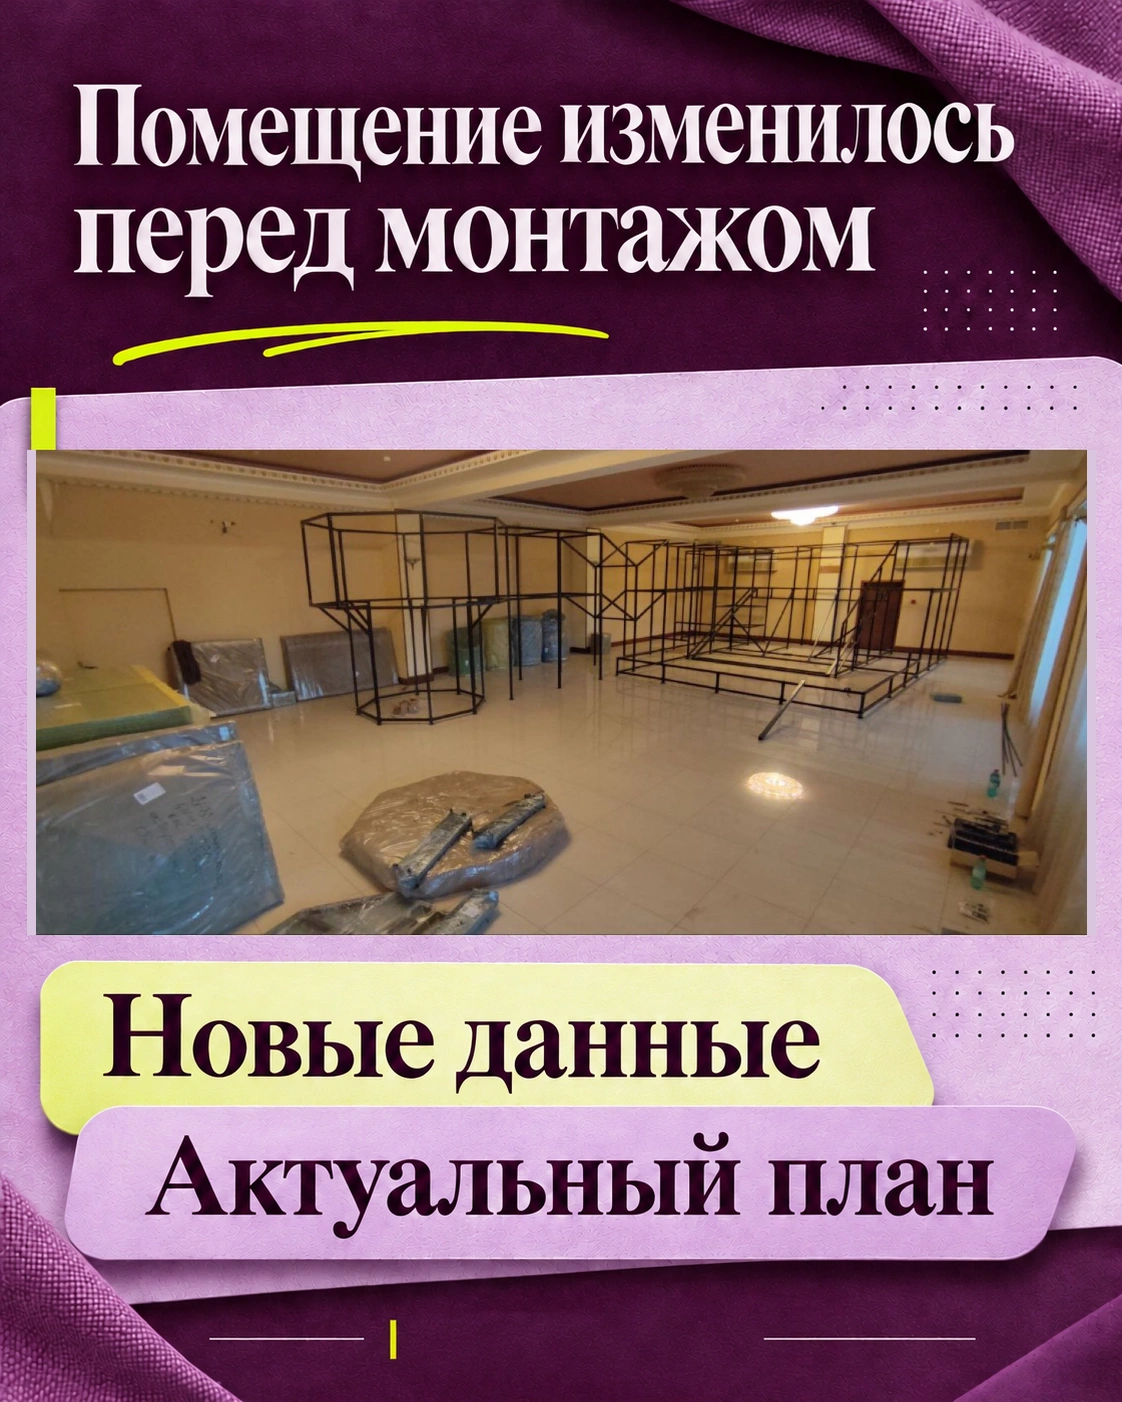 Помещение изменилось
перед монтажом
Новые данные
Актуальный план